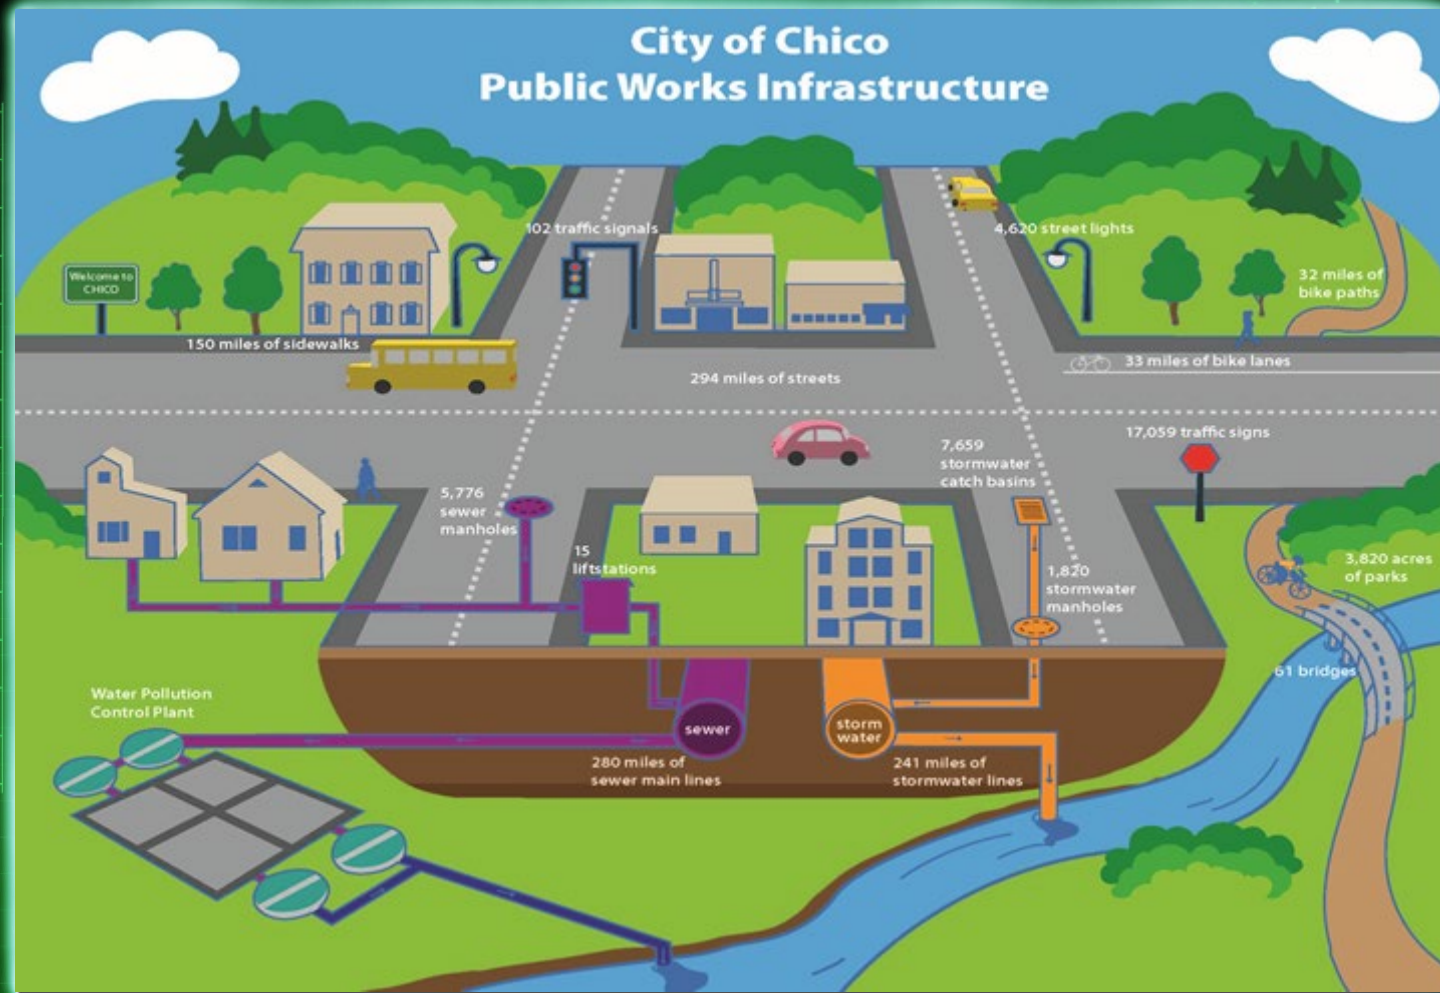 City of Chico
Public Works Infrastructure
102 traffic signals
4,620 street lights
Welcome to
CHICO
32 miles of
bike paths
150 miles of sidewalks
33 miles of bike lanes
294 miles of streets
17,059 traffic signs
7,659
stormwater
catch basins
5,776
sewer
manholes
15
liftstations
3,820 acres
of parks
1,820
stormwater
manholes
61 bridges
Water Pollution
Control Plant
sewer
storm
water
280 miles of
sewer main lines
241 miles of
stormwater lines